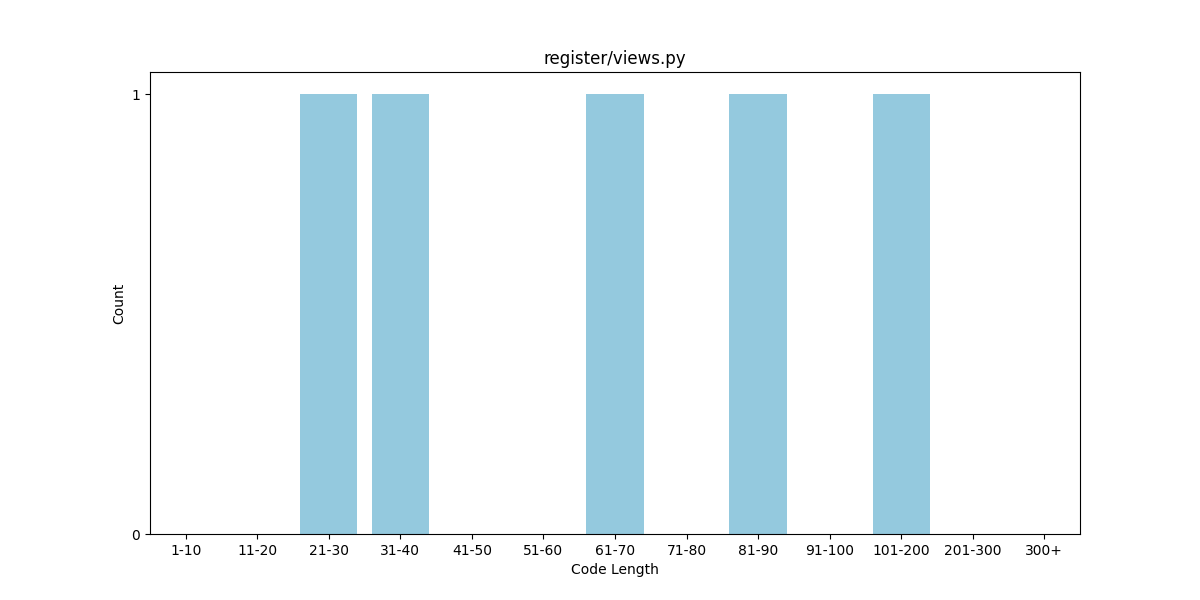 register/views.py
1
Count
0
1-10 11-20 21-30 31-40 41-50 51-60 61-70 71-80 81-90 91-100 101-200 201-300 300+
Code Length